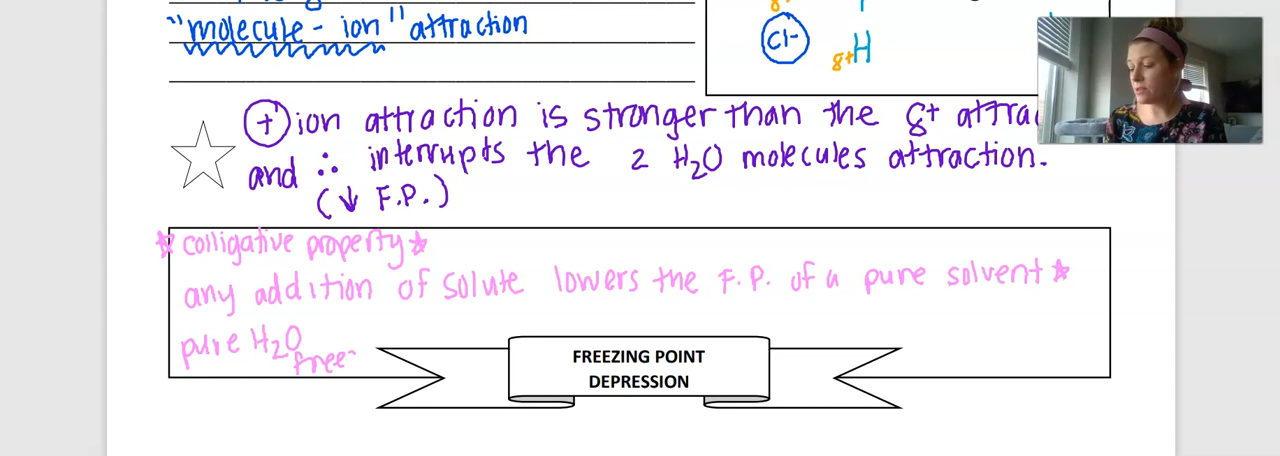 "molecule - ion" attraction
Cl-
δ+H
+ ion attraction is stronger than the δ+
and ∴ interrupts the 2 H₂O molecules attraction.
(↓ F.P.)
colligative property
any addition of solute lowers the F.P. of a pure solvent
pure H₂O
free
FREEZING POINT
DEPRESSION